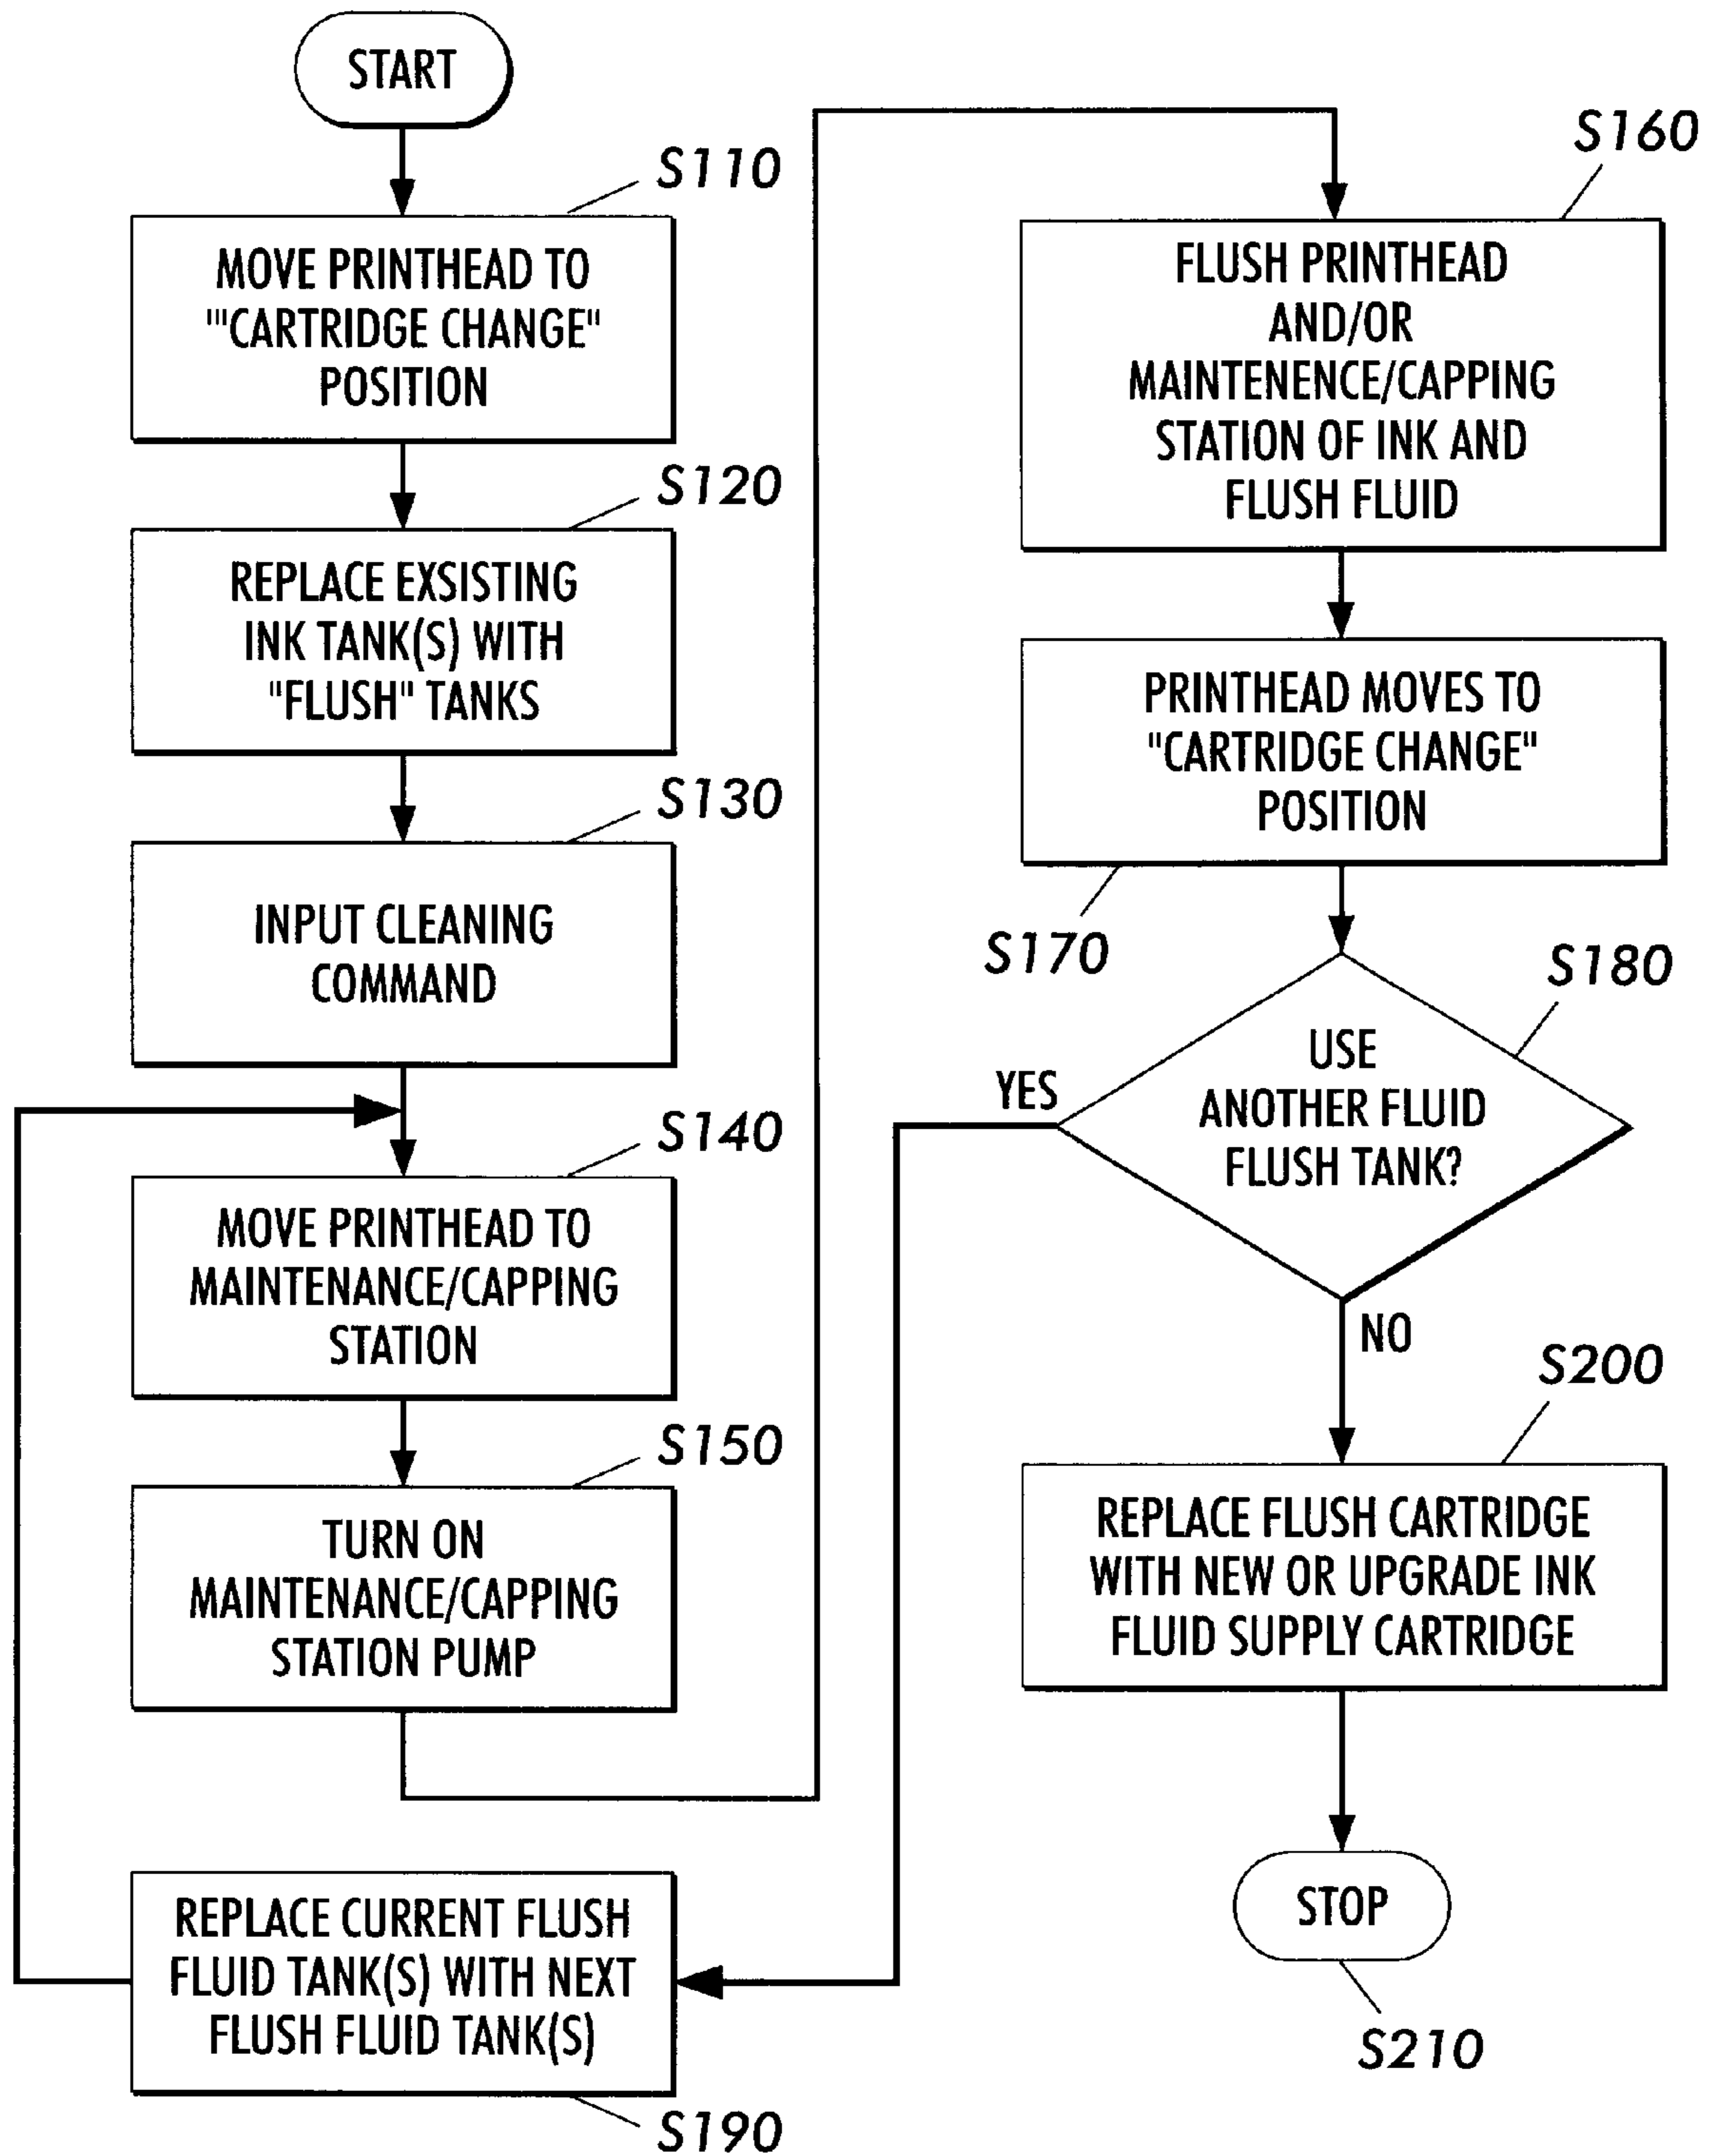 START
S110
MOVE PRINTHEAD TO
'"CARTRIDGE CHANGE"
POSITION
S120
REPLACE EXSISTING
INK TANK(S) WITH
"FLUSH" TANKS
S130
INPUT CLEANING
COMMAND
S140
MOVE PRINTHEAD TO
MAINTENANCE/CAPPING
STATION
S150
TURN ON
MAINTENANCE/CAPPING
STATION PUMP
S160
FLUSH PRINTHEAD
AND/OR
MAINTENENCE/CAPPING
STATION OF INK AND
FLUSH FLUID
PRINTHEAD MOVES TO
"CARTRIDGE CHANGE"
POSITION
S170
S180
USE
ANOTHER FLUID
FLUSH TANK?
YES
NO
REPLACE CURRENT FLUSH
FLUID TANK(S) WITH NEXT
FLUSH FLUID TANK(S)
S190
S200
REPLACE FLUSH CARTRIDGE
WITH NEW OR UPGRADE INK
FLUID SUPPLY CARTRIDGE
STOP
S210